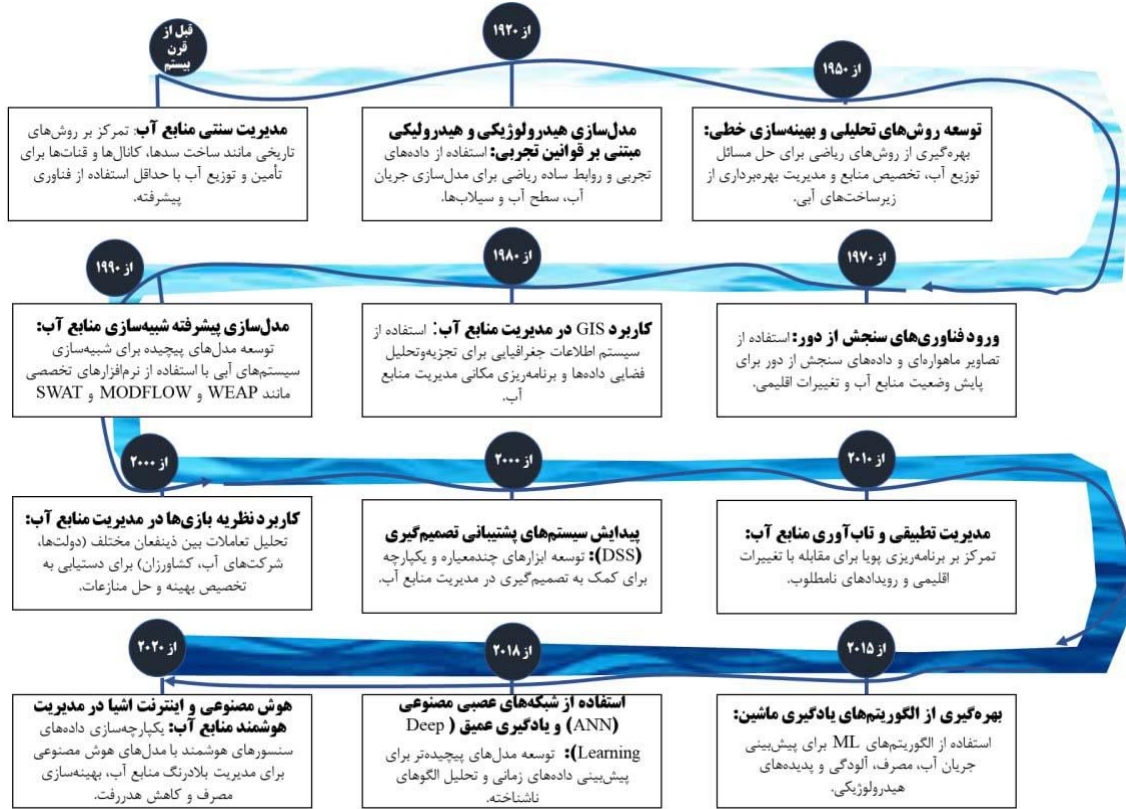 قبل از
قرن
بیستم
مدیریت سنتی منابع آب: تمرکز بر روش‌های
تاریخی مانند ساخت سدها، کانال‌ها و قنات‌ها برای
تأمین و توزیع آب با حداقل استفاده از فناوری
پیشرفته.
از ۱۹۲۰
مدل‌سازی هیدرولوژیکی و هیدرولیکی
مبتنی بر قوانین تجربی: استفاده از داده‌های
تجربی و روابط ساده ریاضی برای مدل‌سازی جریان
آب، سطح آب و سیلاب‌ها.
از ۱۹۵۰
توسعه روش‌های تحلیلی و بهینه‌سازی خطی:
بهره‌گیری از روش‌های ریاضی برای حل مسائل
توزیع آب، تخصیص منابع و مدیریت بهره‌برداری از
زیرساخت‌های آبی.
از ۱۹۷۰
ورود فناوری‌های سنجش از دور: استفاده از
تصاویر ماهواره‌ای و داده‌های سنجش از دور برای
پایش وضعیت منابع آب و تغییرات اقلیمی.
از ۱۹۸۰
کاربرد GIS در مدیریت منابع آب: استفاده از
سیستم اطلاعات جغرافیایی برای تجزیه‌وتحلیل
فضایی داده‌ها و برنامه‌ریزی مکانی مدیریت منابع
آب.
از ۱۹۹۰
مدل‌سازی پیشرفته شبیه‌سازی منابع آب:
توسعه مدل‌های پیچیده برای شبیه‌سازی
سیستم‌های آبی با استفاده از نرم‌افزارهای تخصصی
مانند WEAP و MODFLOW و SWAT
از ۲۰۰۰
کاربرد نظریه بازی‌ها در مدیریت منابع آب:
تحلیل تعاملات بین ذینفعان مختلف (دولت‌ها،
شرکت‌های آب، کشاورزان) برای دستیابی به
تخصیص بهینه و حل منازعات.
از ۲۰۰۰
پیدایش سیستم‌های پشتیبانی تصمیم‌گیری
(DSS): توسعه ابزارهای چندمعیاره و یکپارچه
برای کمک به تصمیم‌گیری در مدیریت منابع آب.
از ۲۰۱۰
مدیریت تطبیقی و تاب‌آوری منابع آب:
تمرکز بر برنامه‌ریزی پویا برای مقابله با تغییرات
اقلیمی و رویدادهای نامطلوب.
از ۲۰۱۵
بهره‌گیری از الگوریتم‌های یادگیری ماشین:
استفاده از الگوریتم‌های ML برای پیش‌بینی
جریان آب، مصرف، آلودگی و پدیده‌های
هیدرولوژیکی.
از ۲۰۱۸
استفاده از شبکه‌های عصبی مصنوعی
(ANN) و یادگیری عمیق ( Deep
Learning): توسعه مدل‌های پیچیده‌تر برای
پیش‌بینی داده‌های زمانی و تحلیل الگوهای
ناشناخته.
از ۲۰۲۰
هوش مصنوعی و اینترنت اشیا در مدیریت
هوشمند منابع آب: یکپارچه‌سازی داده‌های
سنسورهای هوشمند با مدل‌های هوش مصنوعی
برای مدیریت بلادرنگ منابع آب، بهینه‌سازی
مصرف و کاهش هدررفت.